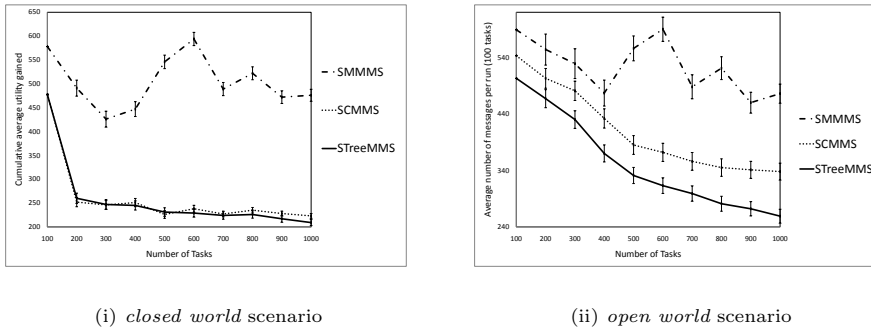 650
600
550
500
450
400
350
300
250
200
Cumulative average utility gained
100 200 300 400 500 600 700 800 900 1000
Number of Tasks
SMMMS
SCMMS
STreeMMS
540
440
340
240
Average number of messages per run (100 tasks)
100 200 300 400 500 600 700 800 900 1000
Number of Tasks
SMMMS
SCMMS
STreeMMS
(i) closed world scenario
(ii) open world scenario